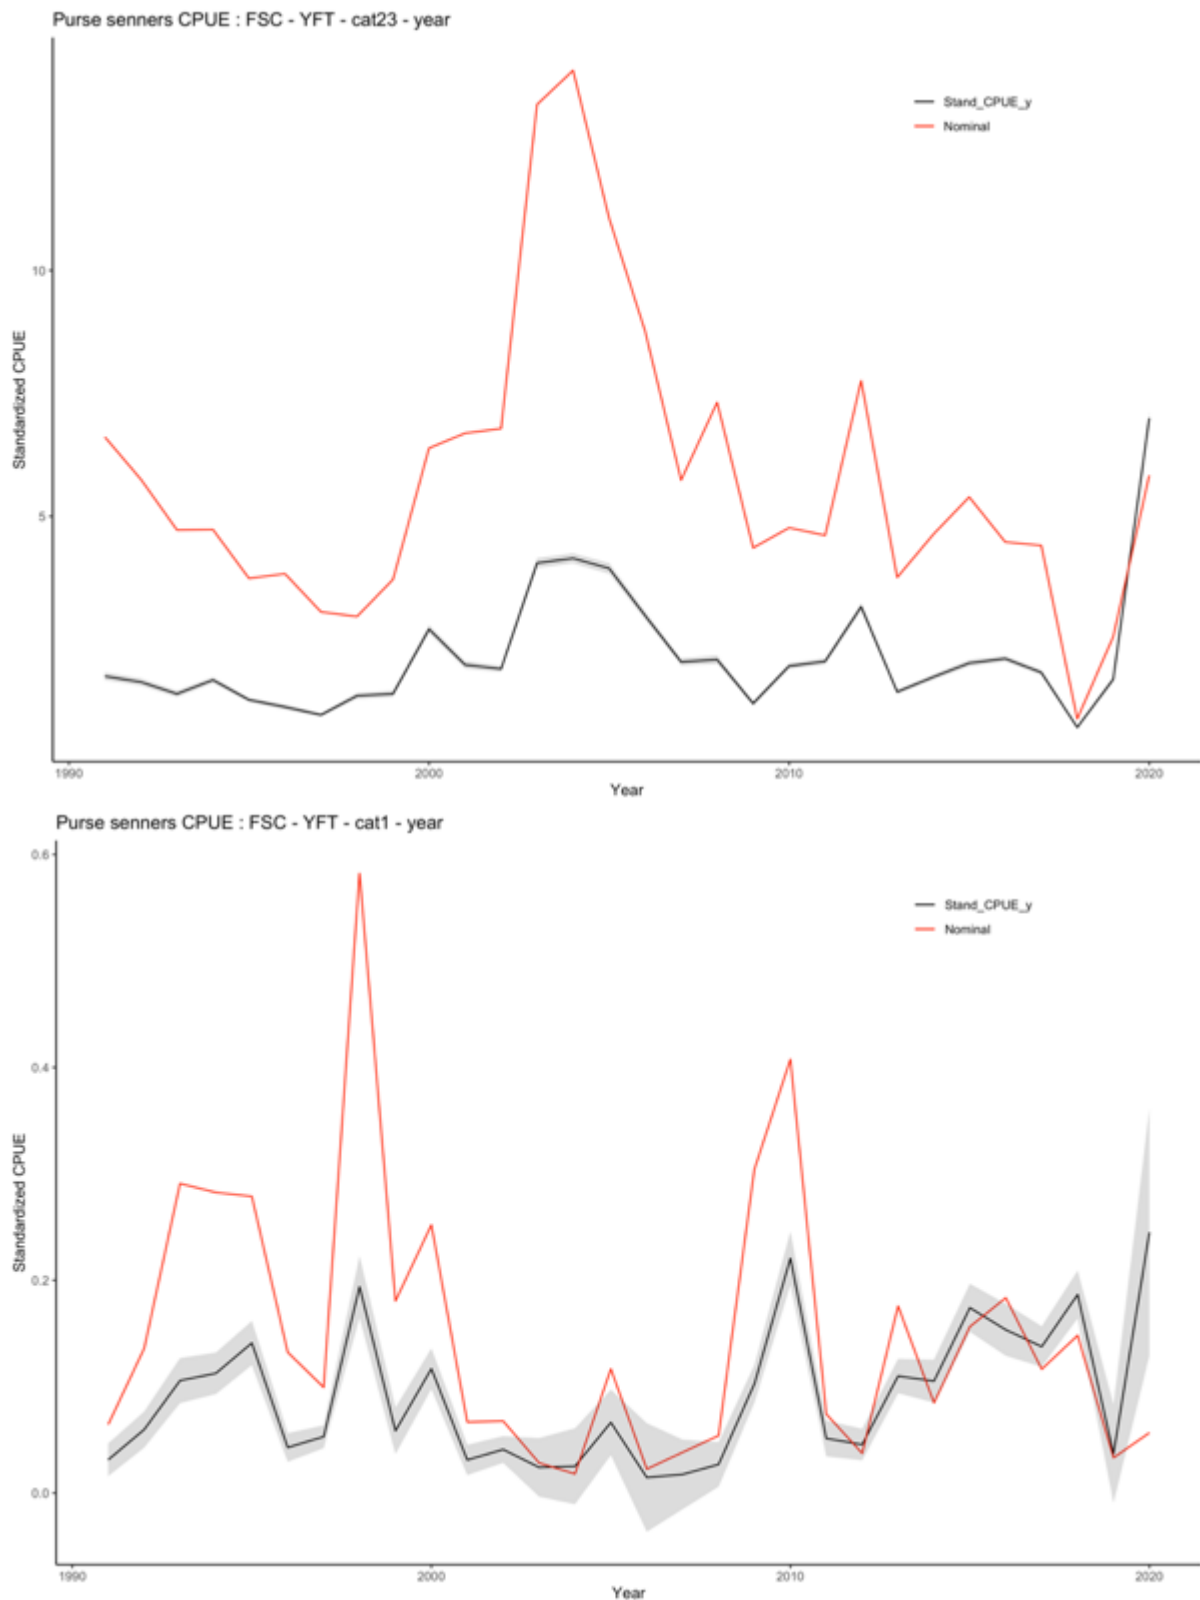 Purse senners CPUE : FSC - YFT - cat23 - year
Stand_CPUE_y
Nominal
10
Standardized CPUE
5
1990
2000
2010
2020
Year
Purse senners CPUE : FSC - YFT - cat1 - year
0.6
Stand_CPUE_y
Nominal
0.4
Standardized CPUE
0.2
0.0
1990
2000
2010
2020
Year